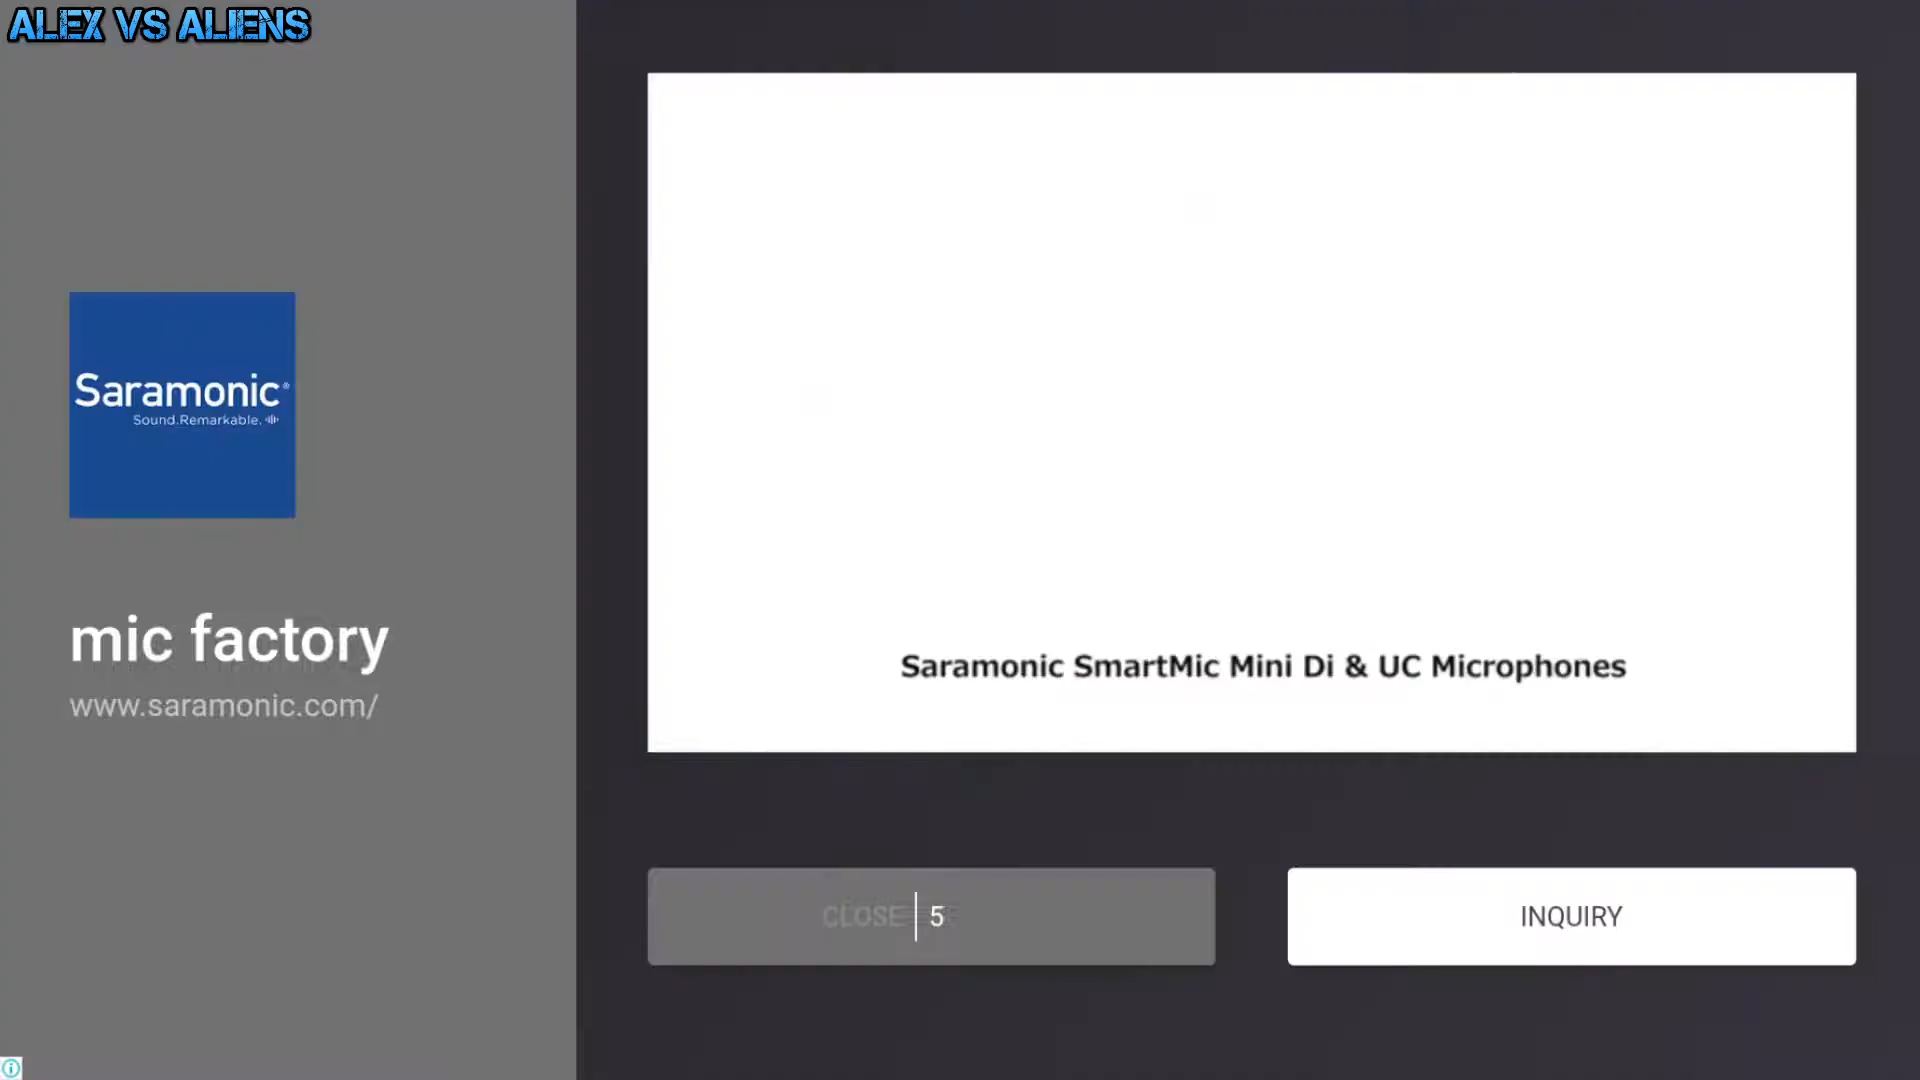 ALEX VS ALIENS
Saramonic®
Sound.Remarkable.
mic factory
www.saramonic.com/
Saramonic SmartMic Mini Di & UC Microphones
CLOSE 5
INQUIRY